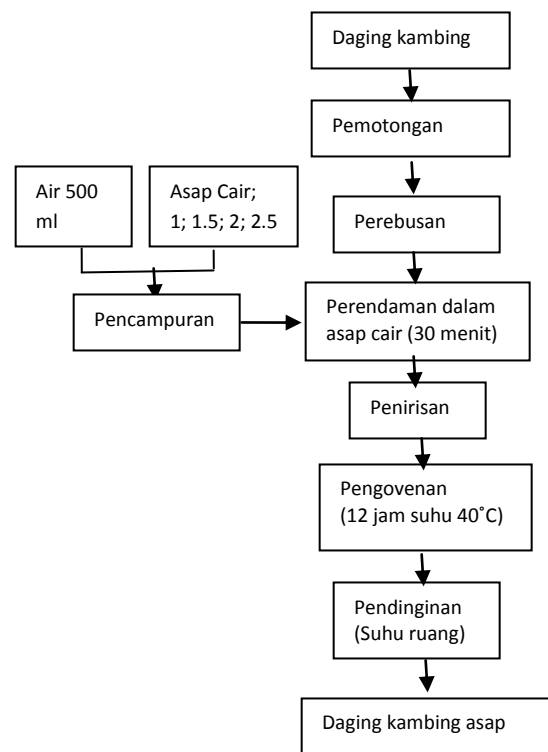 Daging kambing
Pemotongan
Air 500
ml
Asap Cair;
1; 1.5; 2; 2.5
Perebusan
Pencampuran
Perendaman dalam
asap cair (30 menit)
Penirisan
Pengovenan
(12 jam suhu 40˚C)
Pendinginan
(Suhu ruang)
Daging kambing asap